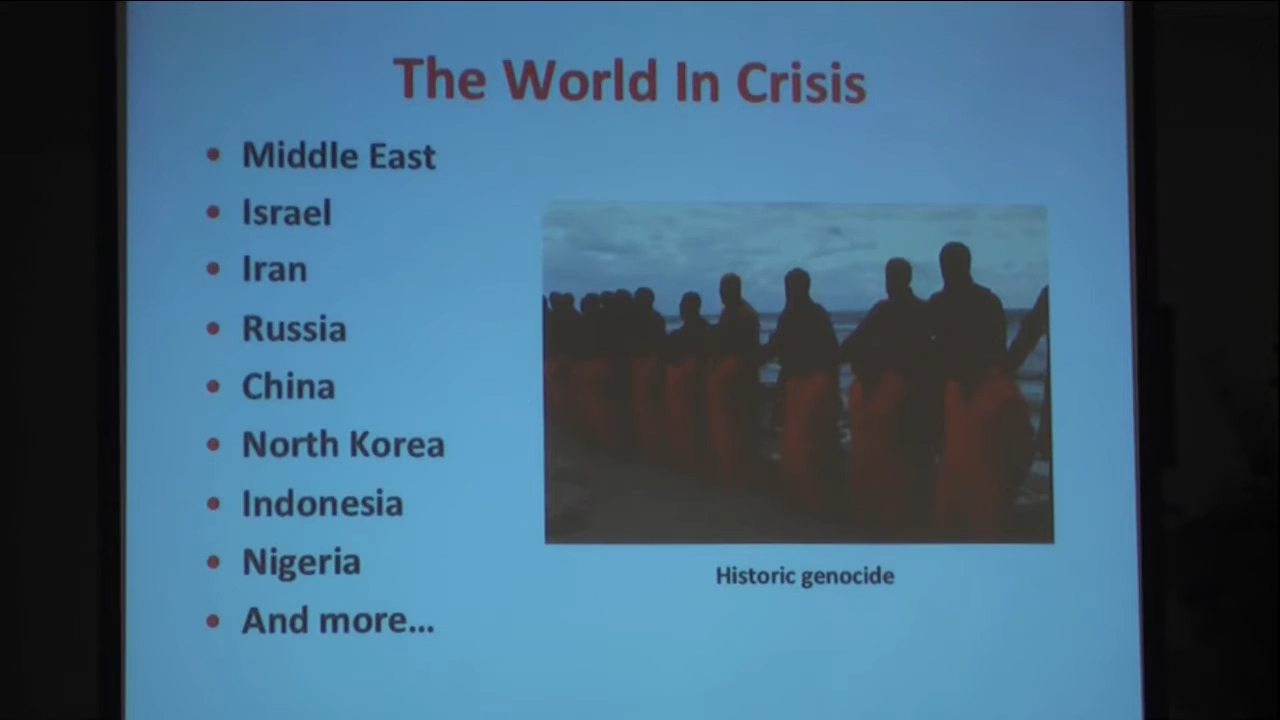 The World In Crisis
• Middle East
• Israel
• Iran
• Russia
• China
• North Korea
• Indonesia
• Nigeria
• And more...
Historic genocide